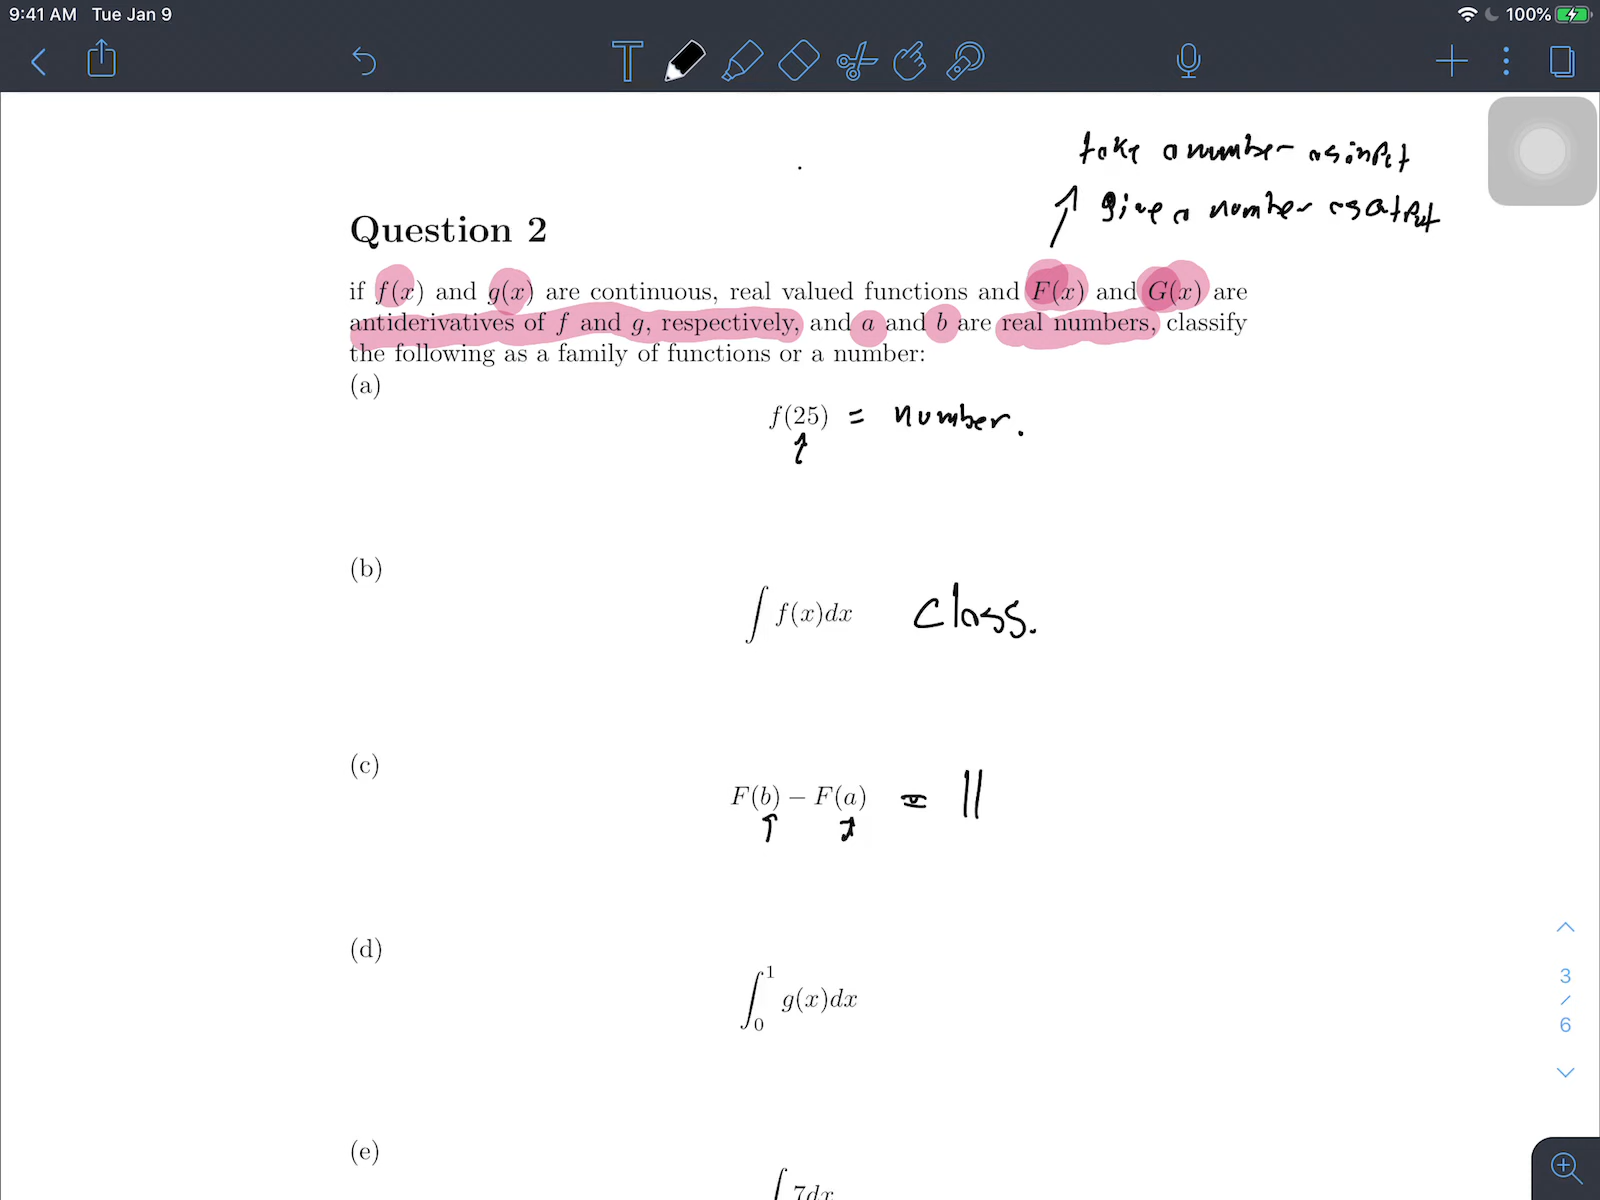 9:41 AM Tue Jan 9
100%
take a number as inPut
give a number as outPut
Question 2
if f(x) and g(x) are continuous, real valued functions and F(x) and G(x) are
antiderivatives of f and g, respectively, and a and b are real numbers, classify
the following as a family of functions or a number:
(a)
f(25) = number.
(b)
∫ f(x)dx class.
(c)
F(b) − F(a) =
(d)
∫₀¹ g(x)dx
(e)
∫ 7dx
3
/
6